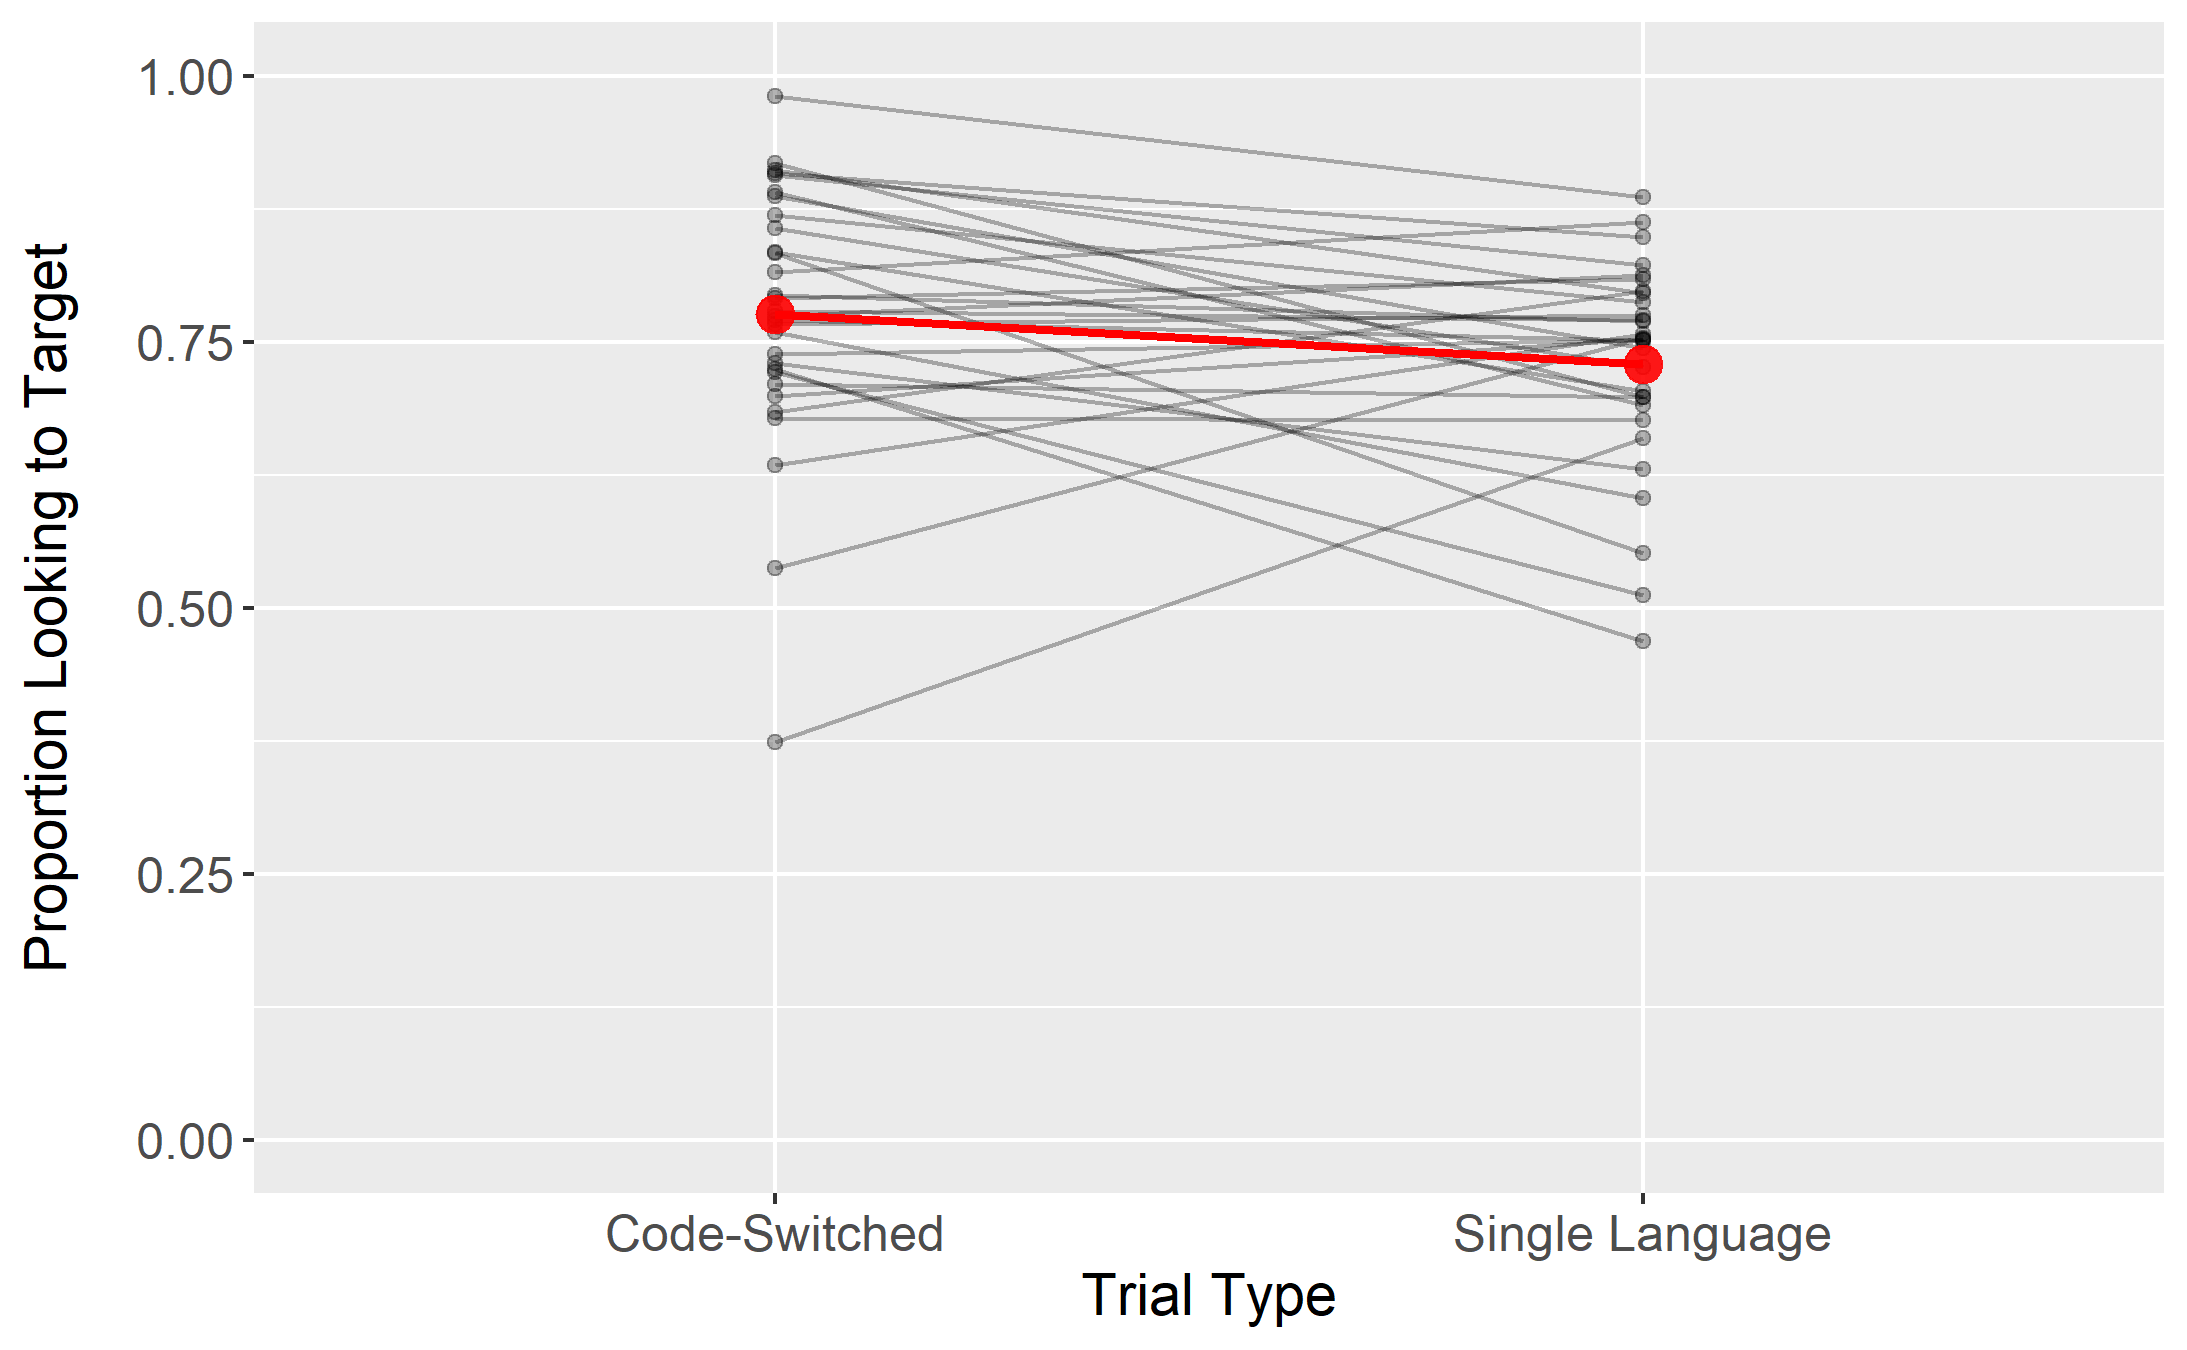 Proportion Looking to Target
1.00
0.75
0.50
0.25
0.00
Code-Switched
Single Language
Trial Type